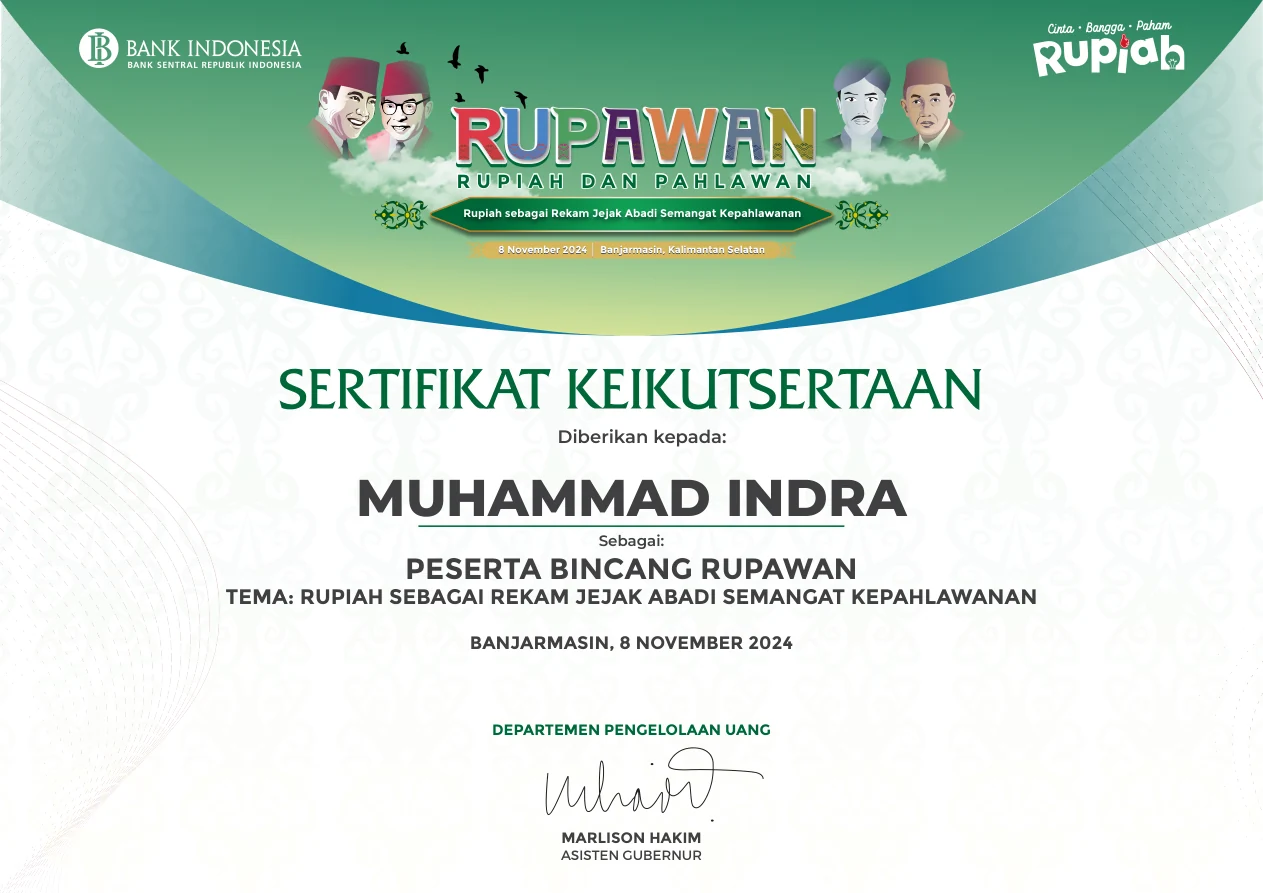 BANK INDONESIA
BANK SENTRAL REPUBLIK INDONESIA
Cinta • Bangga • Paham
Rupiah
RUPAWAN
RUPIAH DAN PAHLAWAN
Rupiah sebagai Rekam Jejak Abadi Semangat Kepahlawanan
8 November 2024 | Banjarmasin, Kalimantan Selatan
SERTIFIKAT KEIKUTSERTAAN
Diberikan kepada:
MUHAMMAD INDRA
Sebagai:
PESERTA BINCANG RUPAWAN
TEMA: RUPIAH SEBAGAI REKAM JEJAK ABADI SEMANGAT KEPAHLAWANAN
BANJARMASIN, 8 NOVEMBER 2024
DEPARTEMEN PENGELOLAAN UANG
MARLISON HAKIM
ASISTEN GUBERNUR